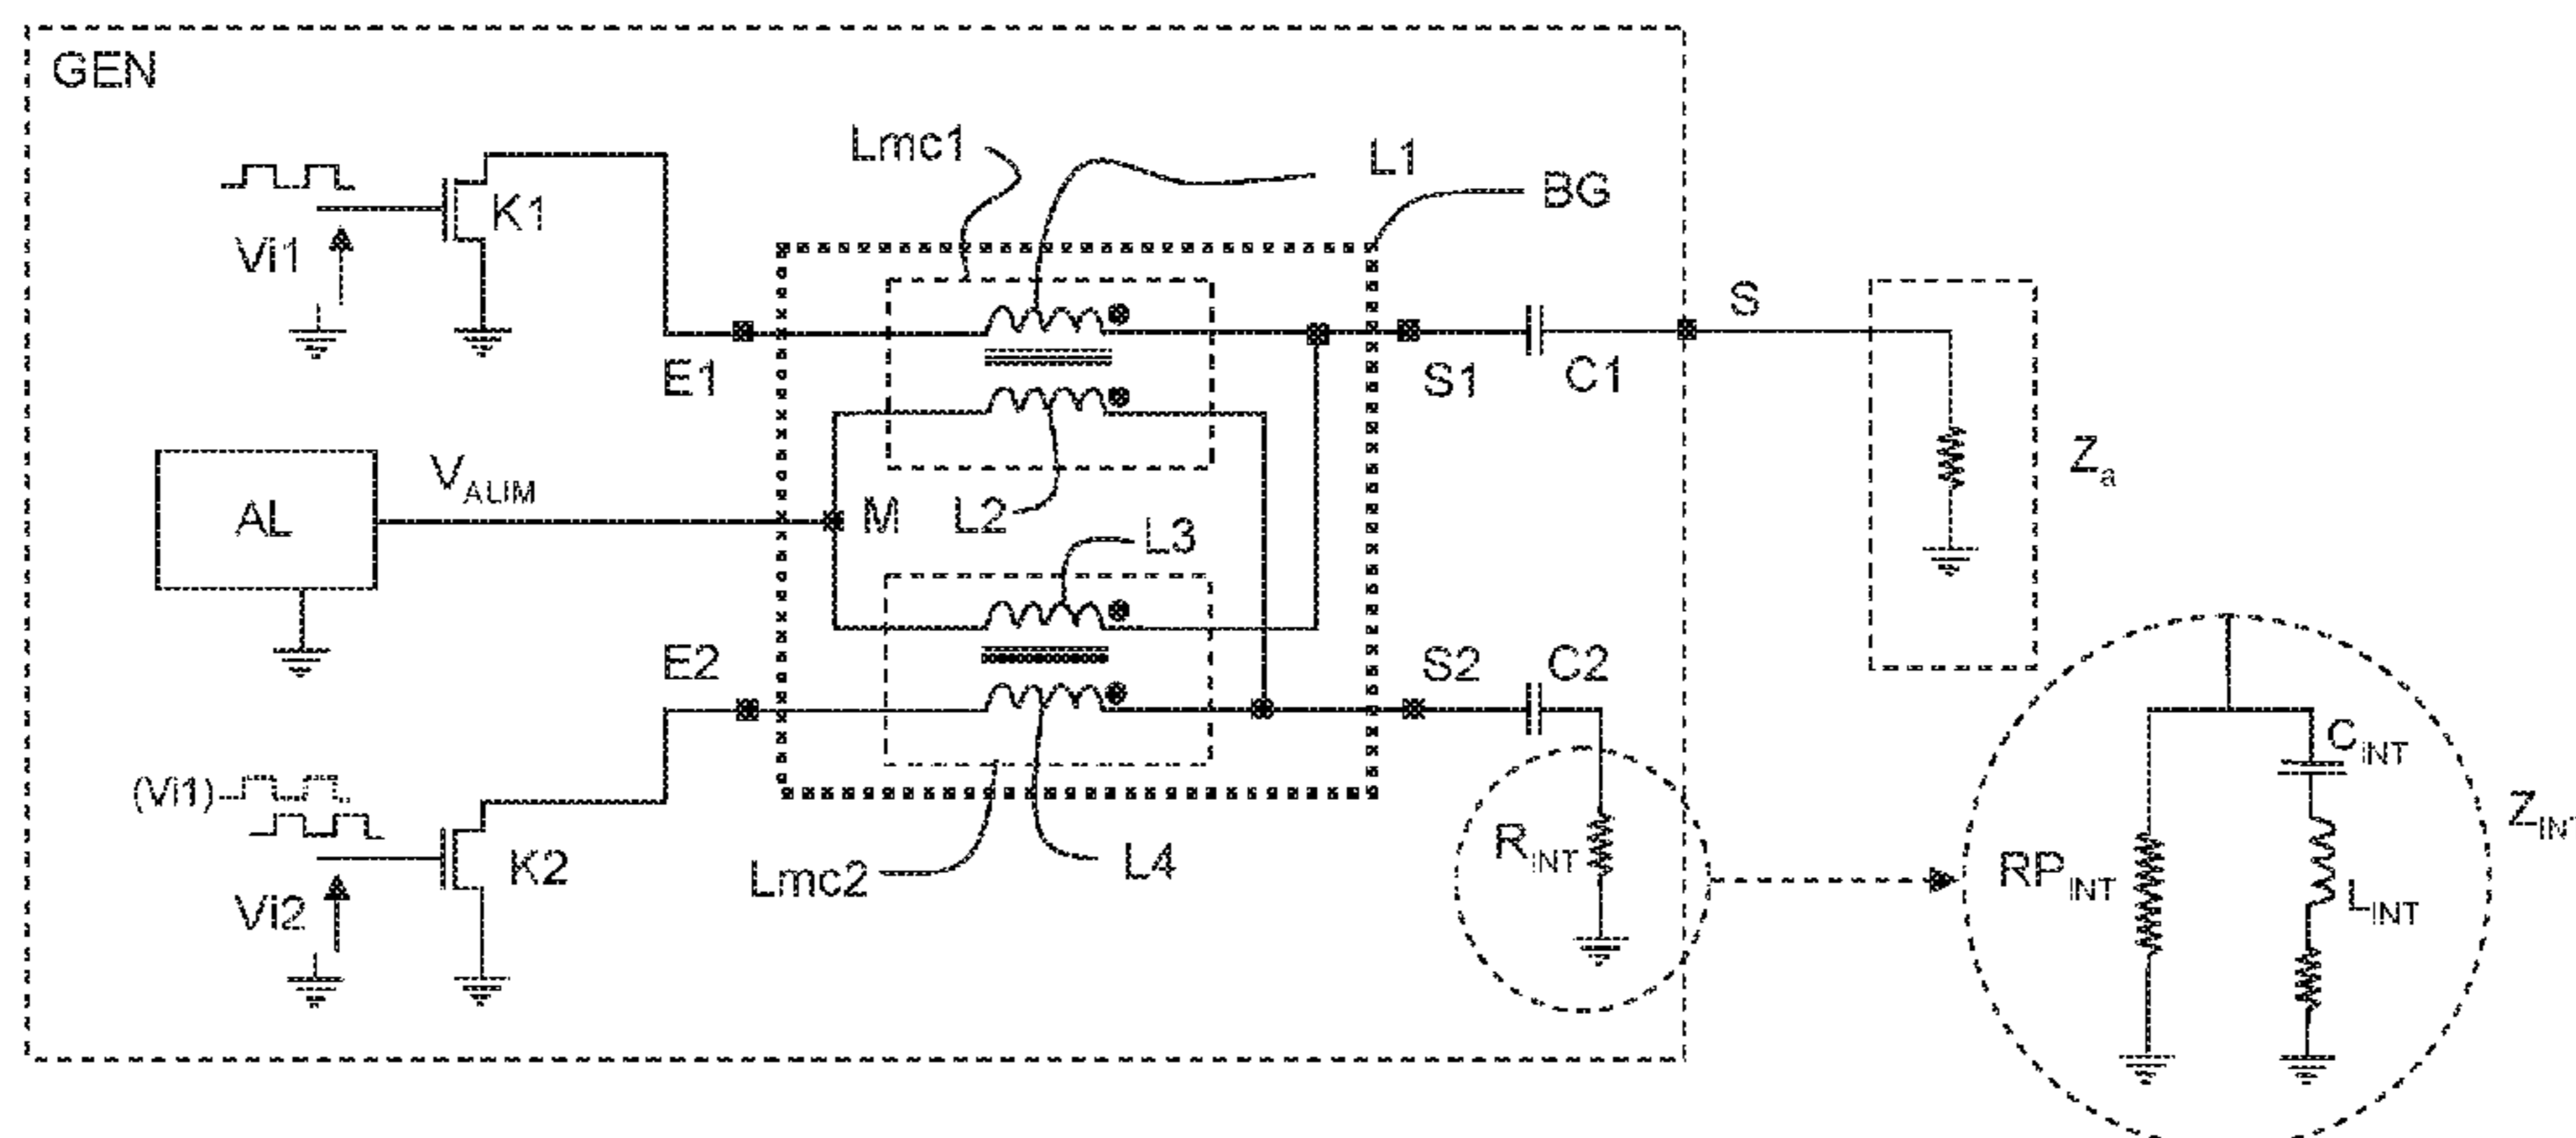 GEN
Lmc1
L1
BG
K1
Vi1
S
E1
S1
C1
Za
VALIM
AL
M
L2
L3
E2
S2
C2
CINT
(Vi1)
RINT
RPINT
LINT
K2
Lmc2
L4
Vi2